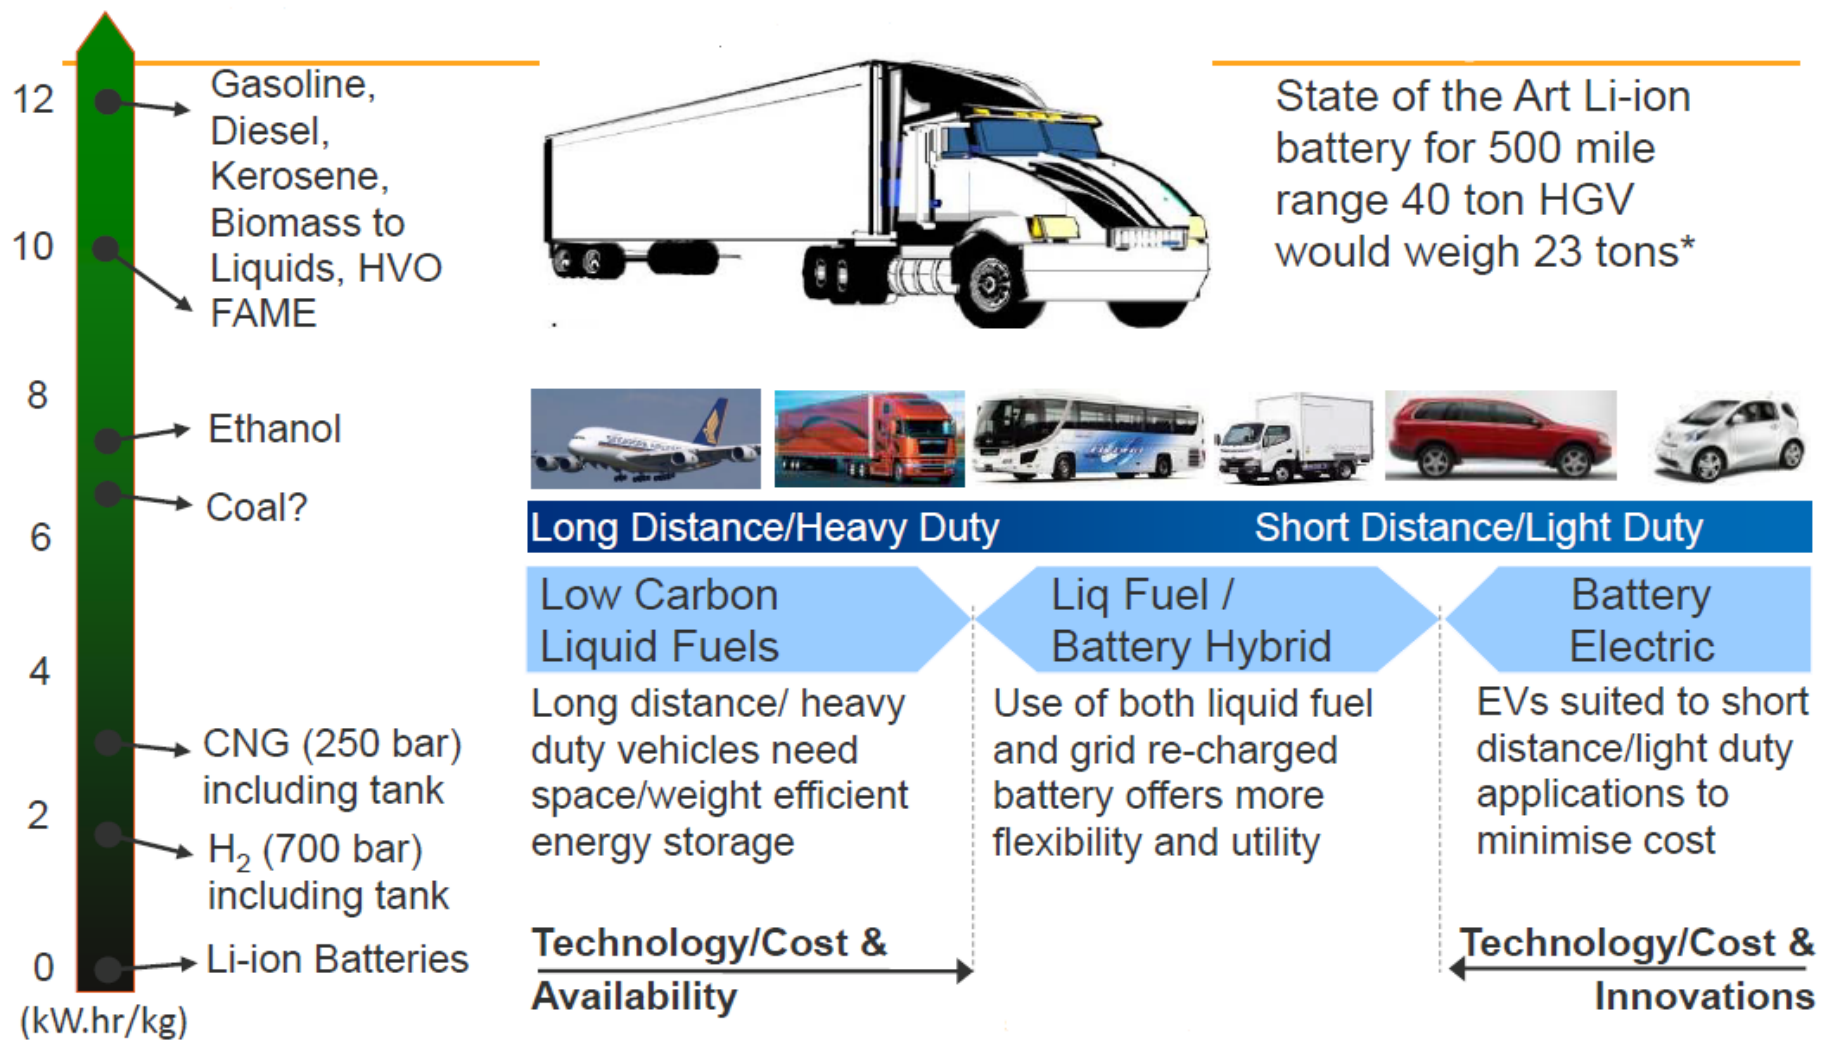 12
10
8
6
4
2
0
(kW.hr/kg)
Gasoline,
Diesel,
Kerosene,
Biomass to
Liquids, HVO
FAME
Ethanol
Coal?
CNG (250 bar)
including tank
H₂ (700 bar)
including tank
Li-ion Batteries
State of the Art Li-ion
battery for 500 mile
range 40 ton HGV
would weigh 23 tons*
SINGAPORE AIRLINES
Long Distance/Heavy Duty
Short Distance/Light Duty
Low Carbon
Liquid Fuels
Liq Fuel /
Battery Hybrid
Battery
Electric
Long distance/ heavy
duty vehicles need
space/weight efficient
energy storage
Use of both liquid fuel
and grid re-charged
battery offers more
flexibility and utility
EVs suited to short
distance/light duty
applications to
minimise cost
Technology/Cost &
Availability
Technology/Cost &
Innovations